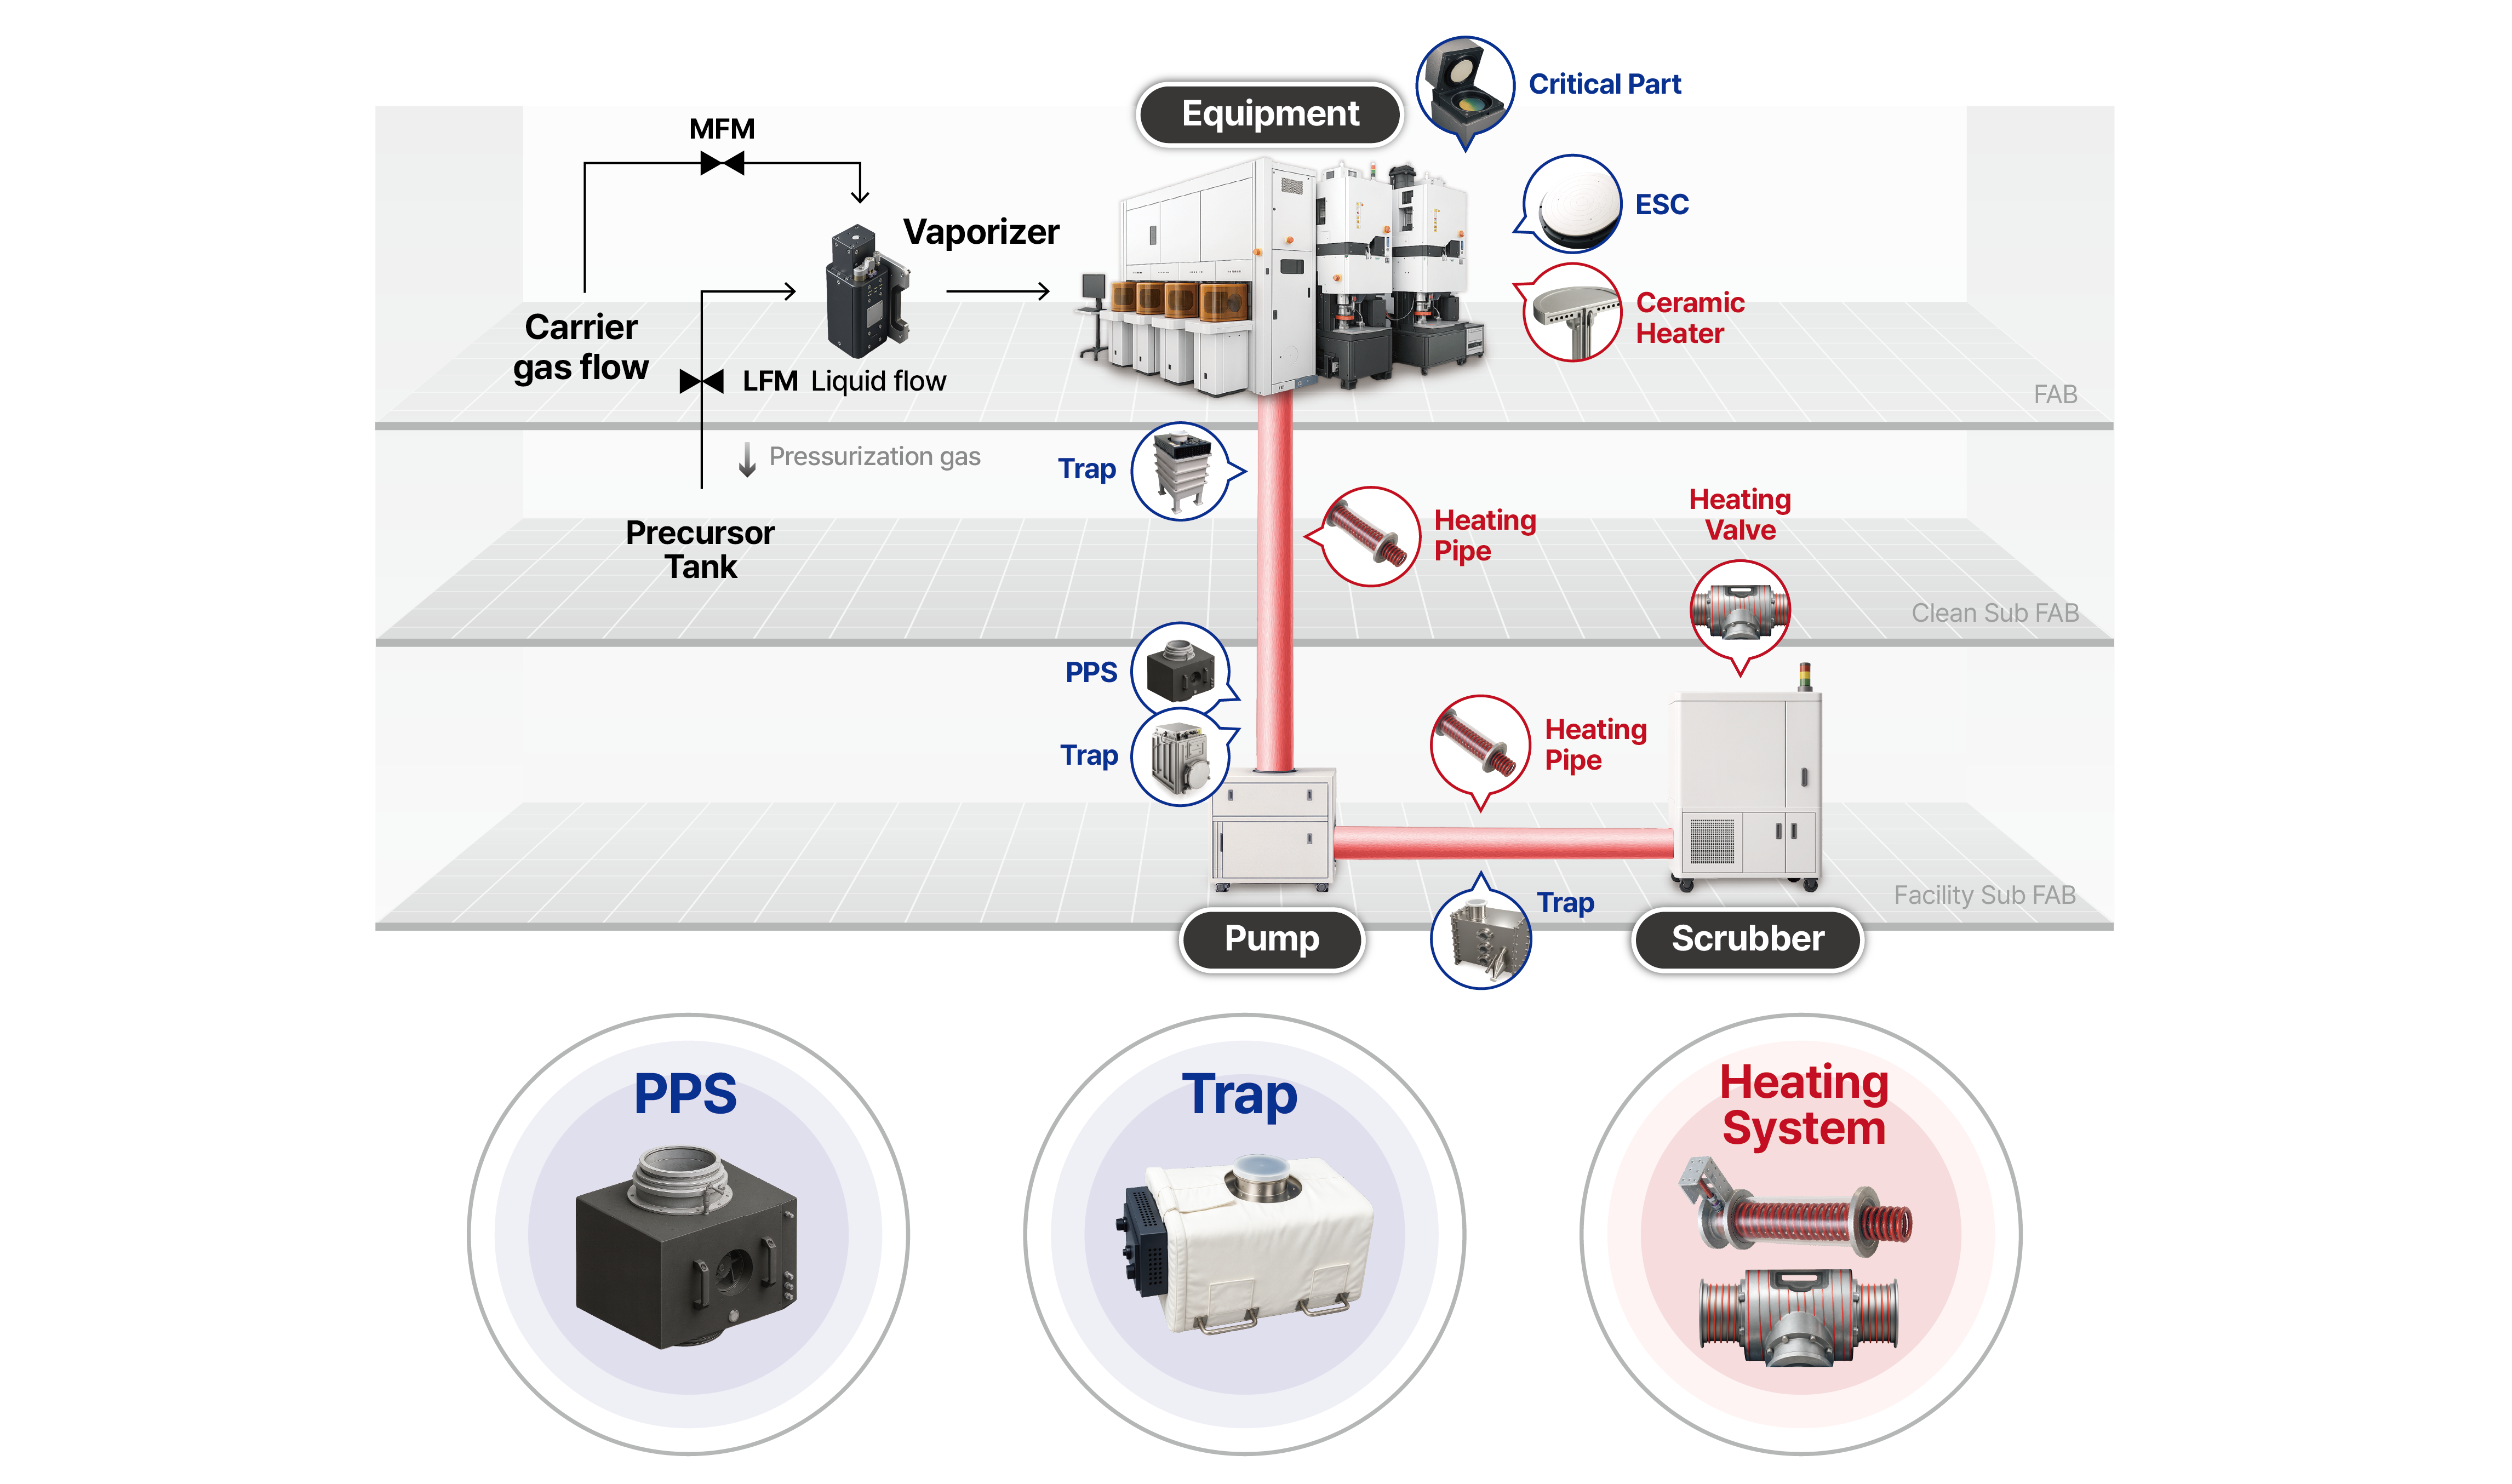 Critical Part
Equipment
MFM
ESC
Vaporizer
Ceramic
Heater
Carrier
gas flow
LFM Liquid flow
FAB
Pressurization gas
Trap
Precursor
Tank
Heating
Pipe
Heating
Valve
Clean Sub FAB
PPS
Trap
Heating
Pipe
Facility Sub FAB
Trap
Pump
Scrubber
PPS
Trap
Heating
System